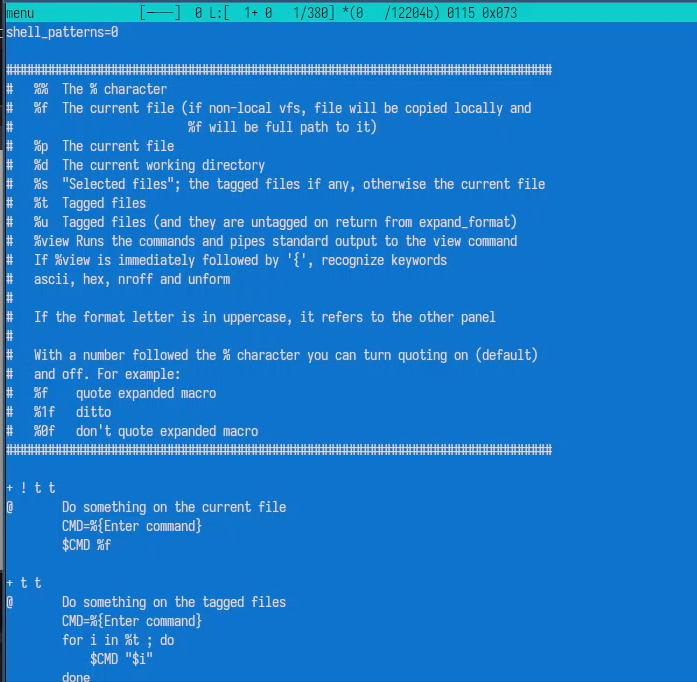 menu [----] 0 L:[ 1+ 0 1/380] *(0 /12204b) 0115 0x073
shell_patterns=0
##############################################################################
# %% The % character
# %f The current file (if non-local vfs, file will be copied locally and
# %f will be full path to it)
# %p The current file
# %d The current working directory
# %s "Selected files"; the tagged files if any, otherwise the current file
# %t Tagged files
# %u Tagged files (and they are untagged on return from expand_format)
# %view Runs the commands and pipes standard output to the view command
# If %view is immediately followed by '{', recognize keywords
# ascii, hex, nroff and unform
#
# If the format letter is in uppercase, it refers to the other panel
#
# With a number followed the % character you can turn quoting on (default)
# and off. For example:
# %f quote expanded macro
# %1f ditto
# %0f don't quote expanded macro
##############################################################################
+ ! t t
@ Do something on the current file
CMD=%{Enter command}
$CMD %f
+ t t
@ Do something on the tagged files
CMD=%{Enter command}
for i in %t ; do
$CMD "$i"
done